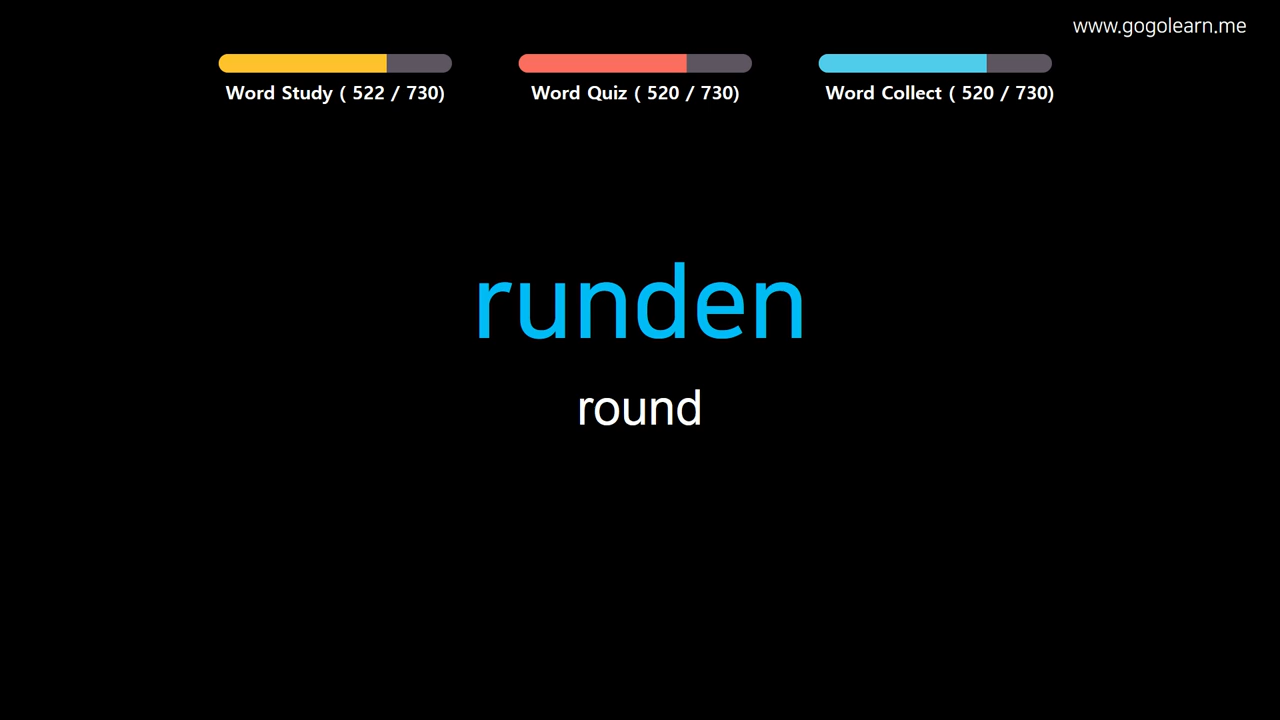 www.gogolearn.me
Word Study ( 522 / 730)
Word Quiz ( 520 / 730)
Word Collect ( 520 / 730)
runden
round